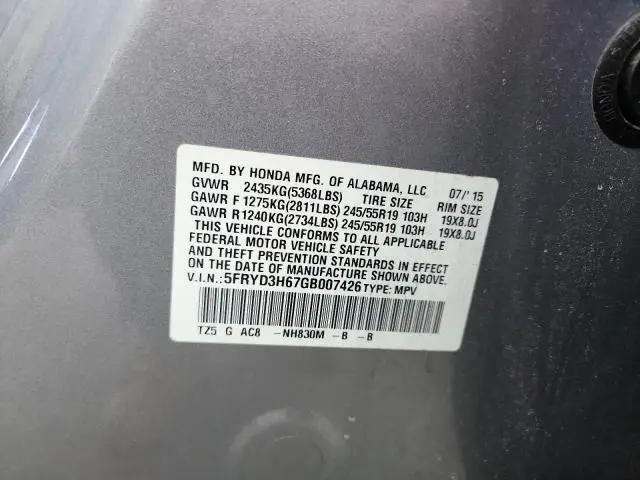 MFD. BY HONDA MFG. OF ALABAMA, LLC 07/'15
GVWR 2435KG(5368LBS) TIRE SIZE RIM SIZE
GAWR F 1275KG(2811LBS) 245/55R19 103H 19X8.0J
GAWR R1240KG(2734LBS) 245/55R19 103H 19X8.0J
THIS VEHICLE CONFORMS TO ALL APPLICABLE
FEDERAL MOTOR VEHICLE SAFETY
AND THEFT PREVENTION STANDARDS IN EFFECT
ON THE DATE OF MANUFACTURE SHOWN ABOVE.
V.I.N.:5FRYD3H67GB007426 TYPE: MPV
TZ5 G AC8 -NH830M -B -B